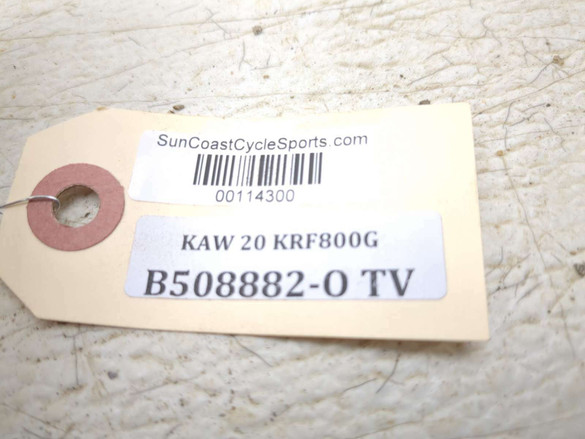 SunCoastCycleSports.com
00114300
KAW 20 KRF800G
B508882-O TV